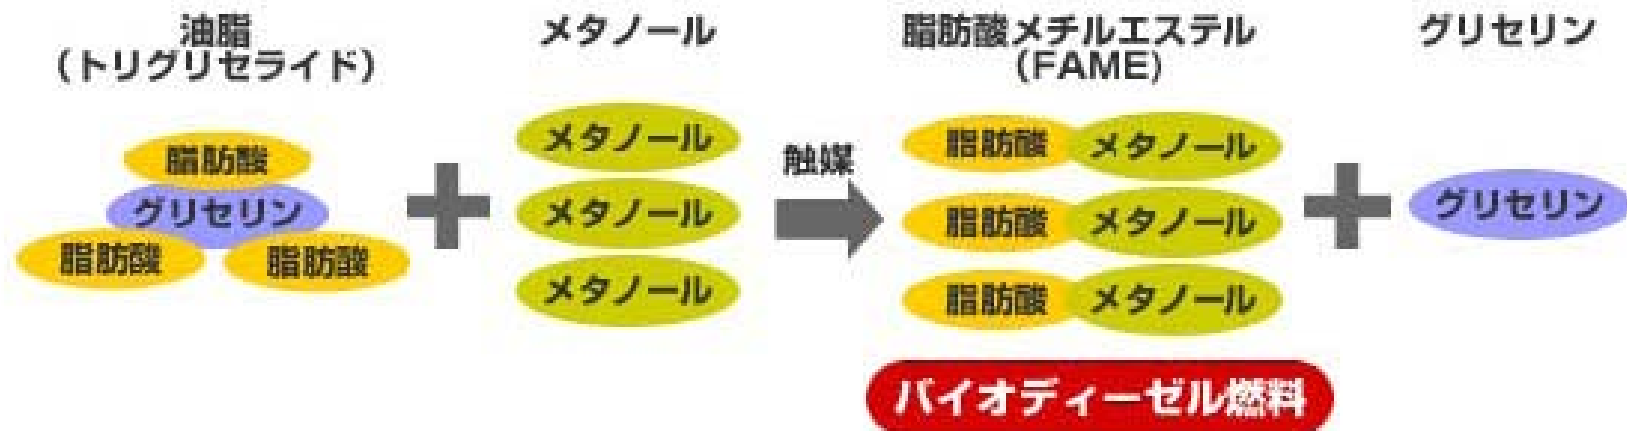 油脂
（トリグリセライド）
メタノール
脂肪酸メチルエステル
(FAME)
グリセリン
脂肪酸
グリセリン
脂肪酸
脂肪酸
メタノール
メタノール
メタノール
触媒
脂肪酸 メタノール
脂肪酸 メタノール
脂肪酸 メタノール
グリセリン
バイオディーゼル燃料